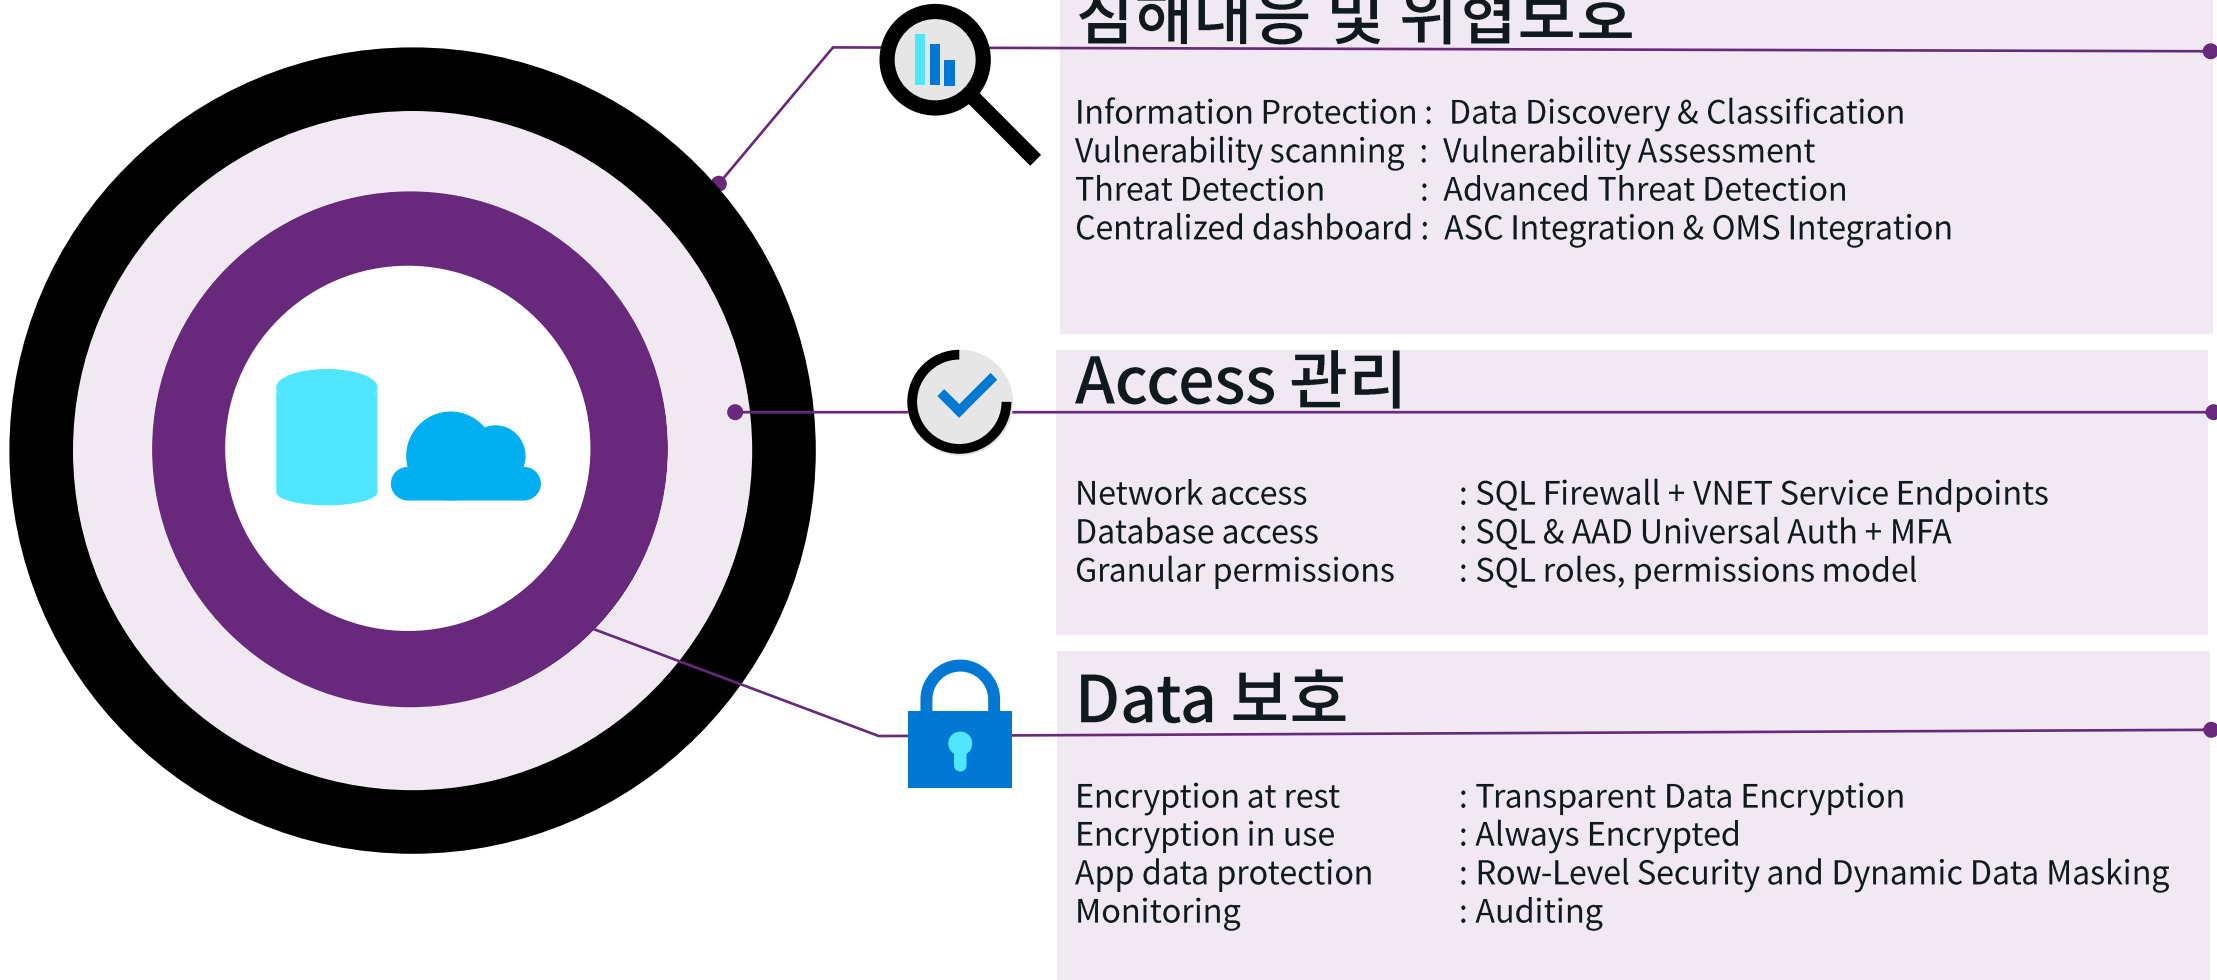 침해대응 및 위협보호
Information Protection : Data Discovery & Classification
Vulnerability scanning : Vulnerability Assessment
Threat Detection : Advanced Threat Detection
Centralized dashboard : ASC Integration & OMS Integration
Access 관리
Network access : SQL Firewall + VNET Service Endpoints
Database access : SQL & AAD Universal Auth + MFA
Granular permissions : SQL roles, permissions model
Data 보호
Encryption at rest : Transparent Data Encryption
Encryption in use : Always Encrypted
App data protection : Row-Level Security and Dynamic Data Masking
Monitoring : Auditing